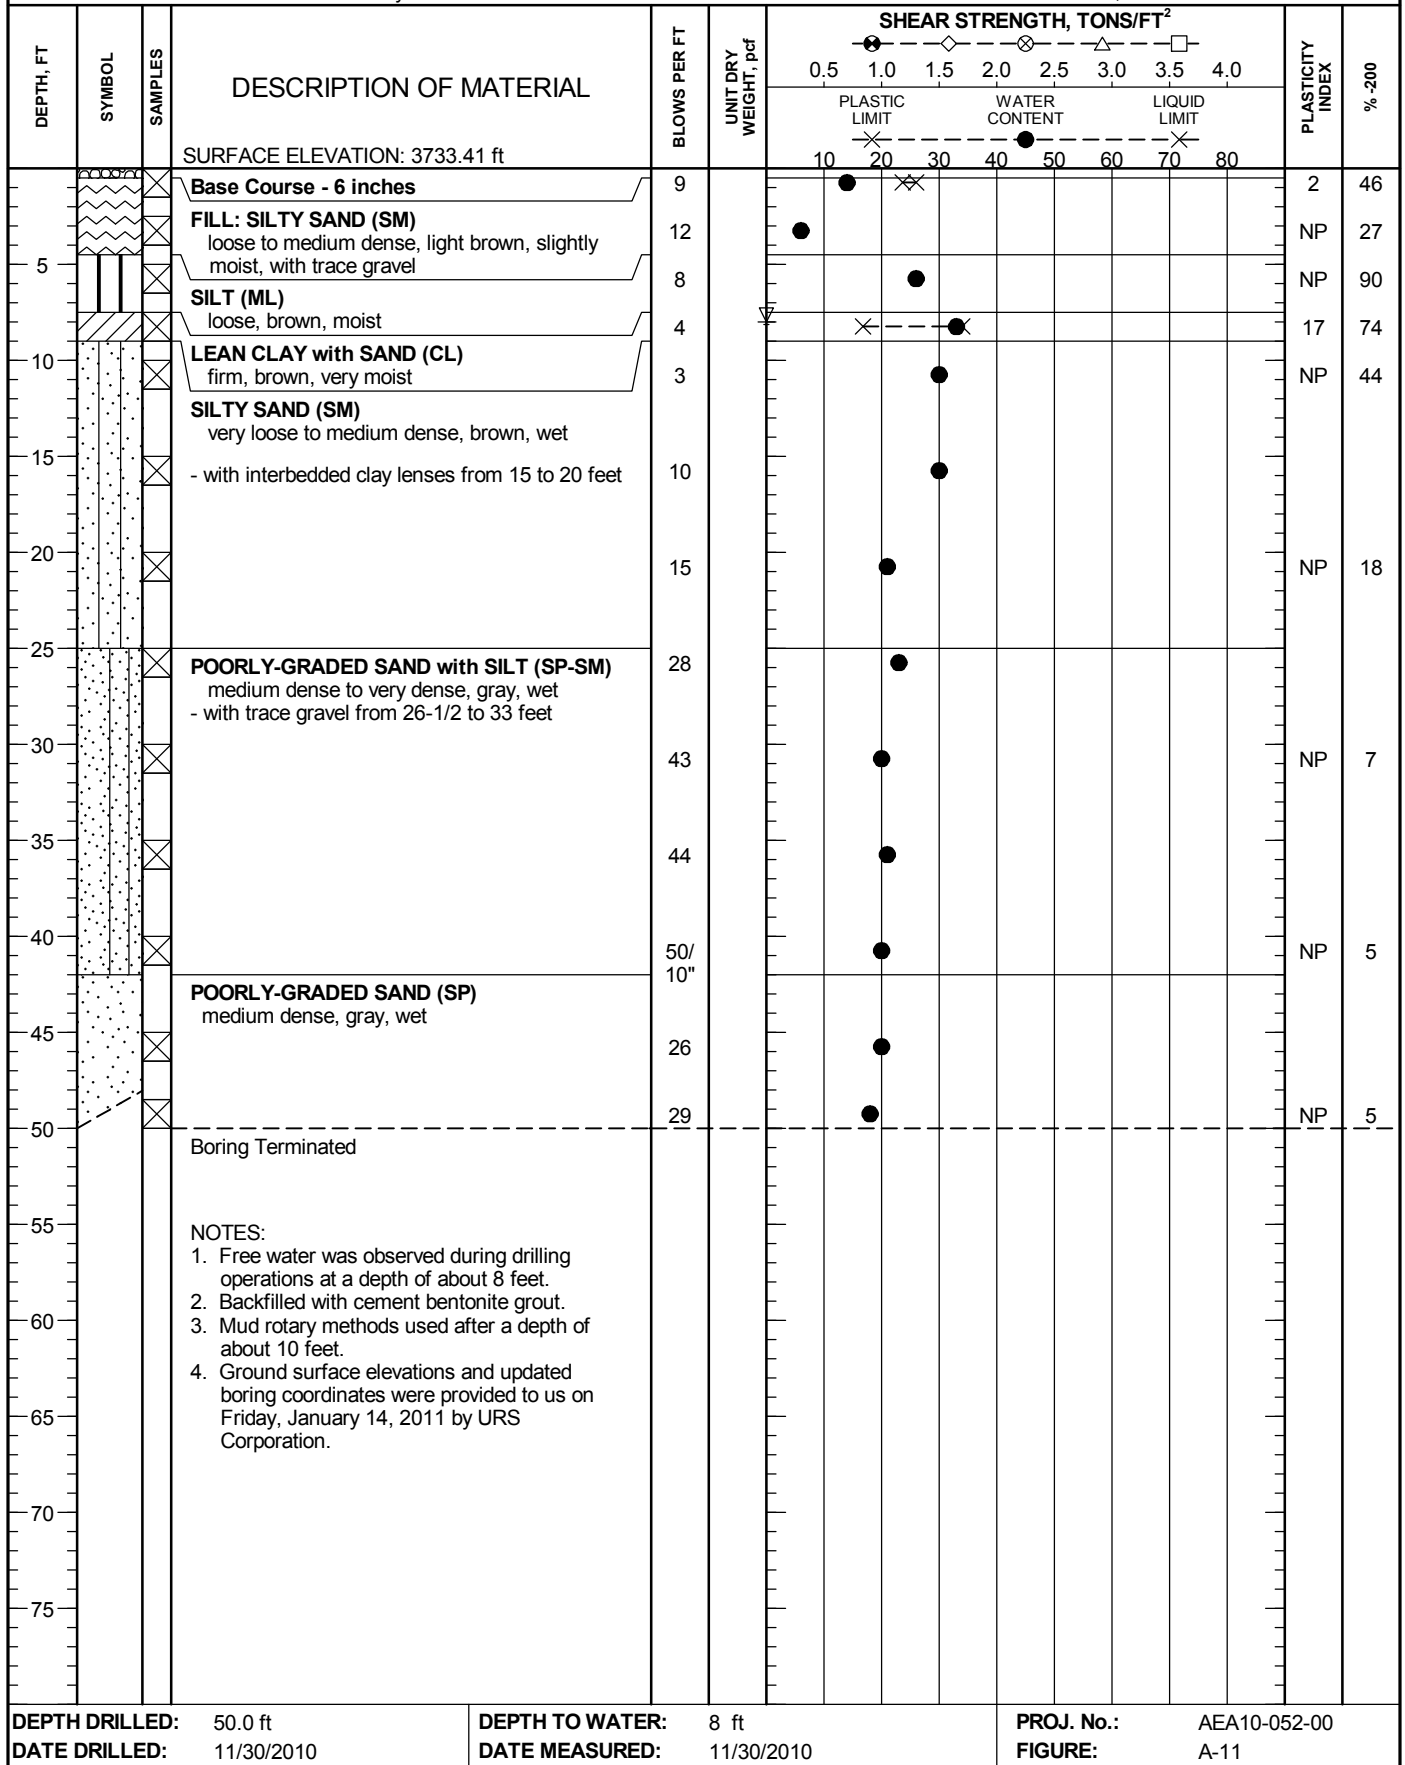 DEPTH, FT
SYMBOL
SAMPLES
DESCRIPTION OF MATERIAL
SURFACE ELEVATION: 3733.41 ft
BLOWS PER FT
UNIT DRY
WEIGHT, pcf
SHEAR STRENGTH, TONS/FT²
0.5 1.0 1.5 2.0 2.5 3.0 3.5 4.0
PLASTIC
LIMIT
WATER
CONTENT
LIQUID
LIMIT
10 20 30 40 50 60 70 80
PLASTICITY
INDEX
% -200
Base Course - 6 inches
9 2 46
FILL: SILTY SAND (SM)
12 NP 27
loose to medium dense, light brown, slightly
moist, with trace gravel
5
8 NP 90
SILT (ML)
loose, brown, moist
4 17 74
LEAN CLAY with SAND (CL)
10
firm, brown, very moist
3 NP 44
SILTY SAND (SM)
very loose to medium dense, brown, wet
15
- with interbedded clay lenses from 15 to 20 feet
10
20
15 NP 18
25
POORLY-GRADED SAND with SILT (SP-SM)
28
medium dense to very dense, gray, wet
- with trace gravel from 26-1/2 to 33 feet
30
43 NP 7
35
44
40
50/
10"
NP 5
POORLY-GRADED SAND (SP)
medium dense, gray, wet
45
26
29 NP 5
50
Boring Terminated
55
NOTES:
1. Free water was observed during drilling
operations at a depth of about 8 feet.
2. Backfilled with cement bentonite grout.
60
3. Mud rotary methods used after a depth of
about 10 feet.
4. Ground surface elevations and updated
boring coordinates were provided to us on
65
Friday, January 14, 2011 by URS
Corporation.
70
75
DEPTH DRILLED: 50.0 ft DEPTH TO WATER: 8 ft PROJ. No.: AEA10-052-00
DATE DRILLED: 11/30/2010 DATE MEASURED: 11/30/2010 FIGURE: A-11